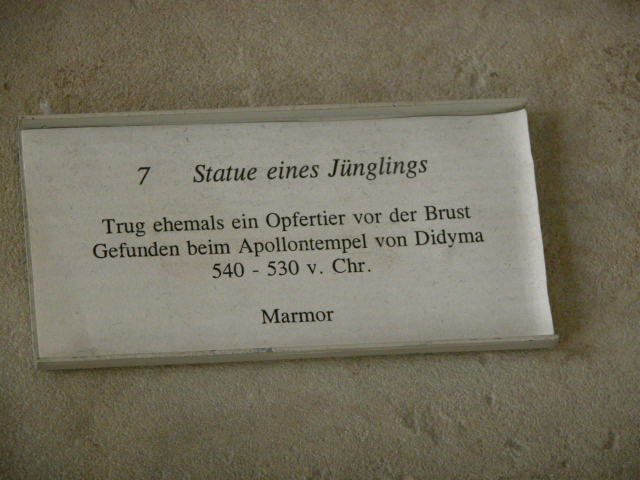 7 Statue eines Jünglings
Trug ehemals ein Opfertier vor der Brust
Gefunden beim Apollontempel von Didyma
540 - 530 v. Chr.
Marmor